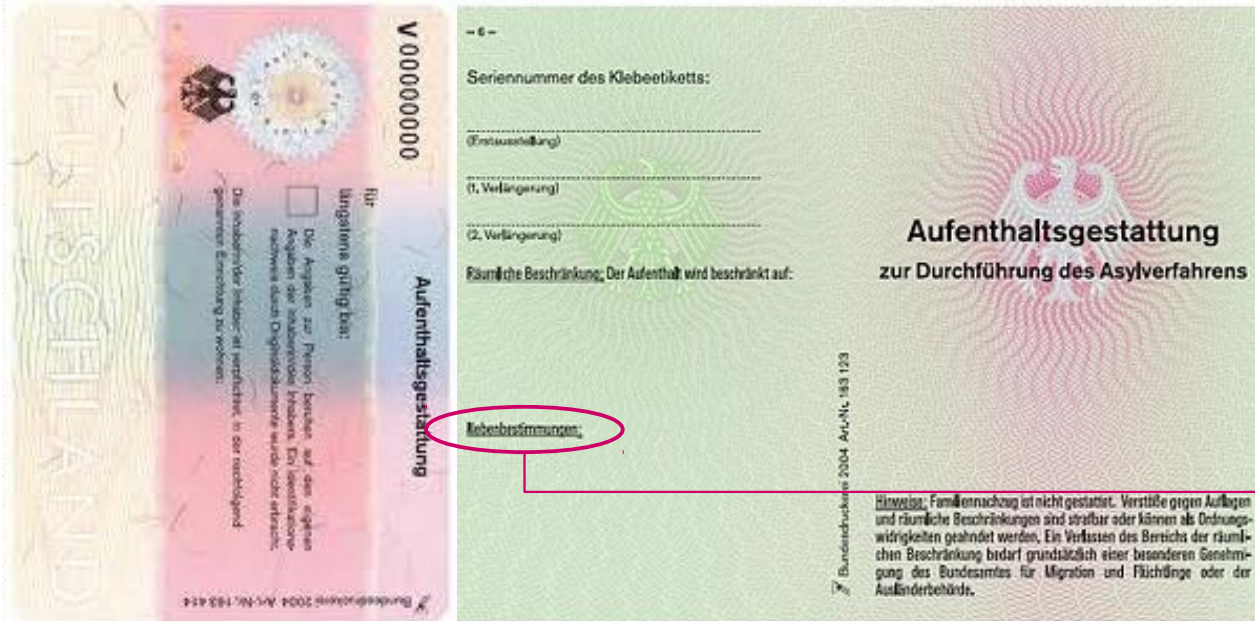 DEUTSCHLAND
V 0000000
Aufenthaltsgestattung
für
längstens gültig bis:
Die Angaben zur Person beruhen auf den eigenen
Angaben der Inhaberin/des Inhabers. Ein Identifikations-
nachweis durch Originaldokumente wurde nicht erbracht.
Die Inhaberin/der Inhaber ist verpflichtet, in der nachfolgend
genannten Einrichtung zu wohnen:
Bundesdruckerei 2004 Art.-Nr. 163 414
– 6 –
Seriennummer des Klebeetiketts:
(Erstausstellung)
(1. Verlängerung)
(2. Verlängerung)
Räumliche Beschränkung: Der Aufenthalt wird beschränkt auf:
Nebenbestimmungen:
Bundesdruckerei 2004 Art.-Nr. 163 123
Aufenthaltsgestattung
zur Durchführung des Asylverfahrens
Hinweise: Familiennachzug ist nicht gestattet. Verstöße gegen Auflagen
und räumliche Beschränkungen sind strafbar oder können als Ordnungs-
widrigkeiten geahndet werden. Ein Verlassen des Bereichs der räumli-
chen Beschränkung bedarf grundsätzlich einer besonderen Genehmi-
gung des Bundesamtes für Migration und Flüchtlinge oder der
Ausländerbehörde.